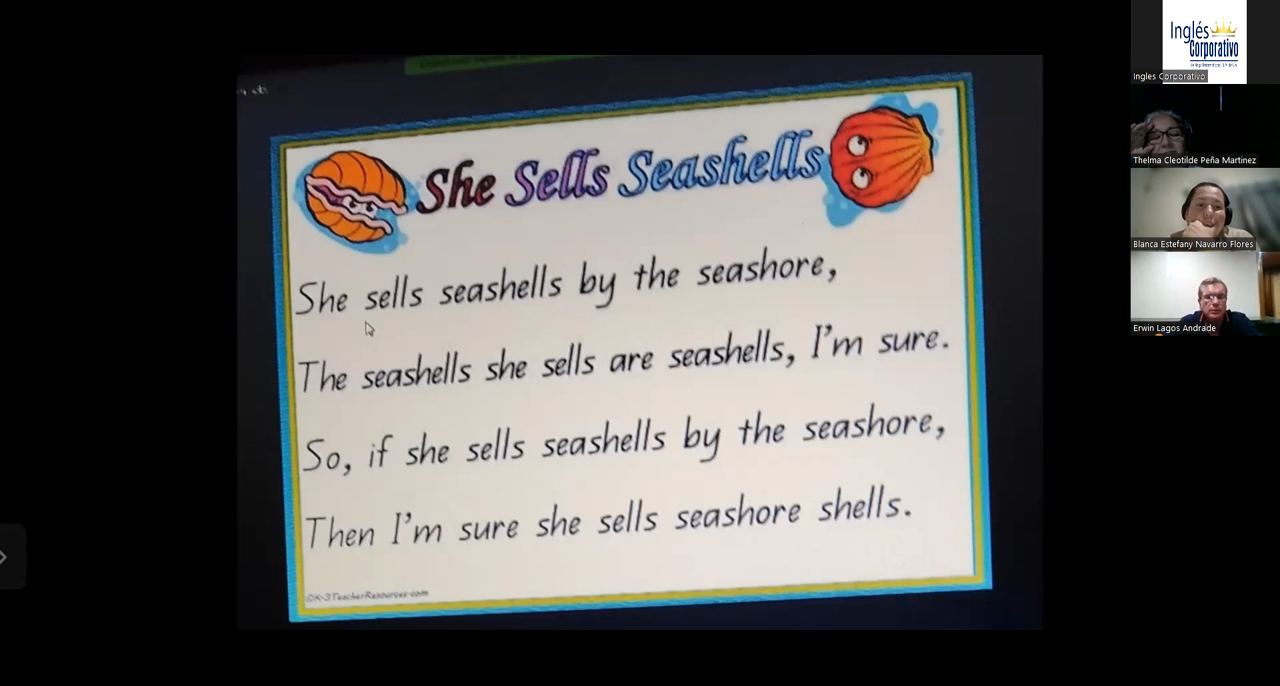 She Sells Seashells
She sells seashells by the seashore,
The seashells she sells are seashells, I'm sure.
So, if she sells seashells by the seashore,
Then I'm sure she sells seashore shells.
©K-3TeacherResources.com
Inglés
Corporativo
Ingles Corporativo
Thelma Cleotilde Peña Martinez
Blanca Estefany Navarro Flores
Erwin Lagos Andrade